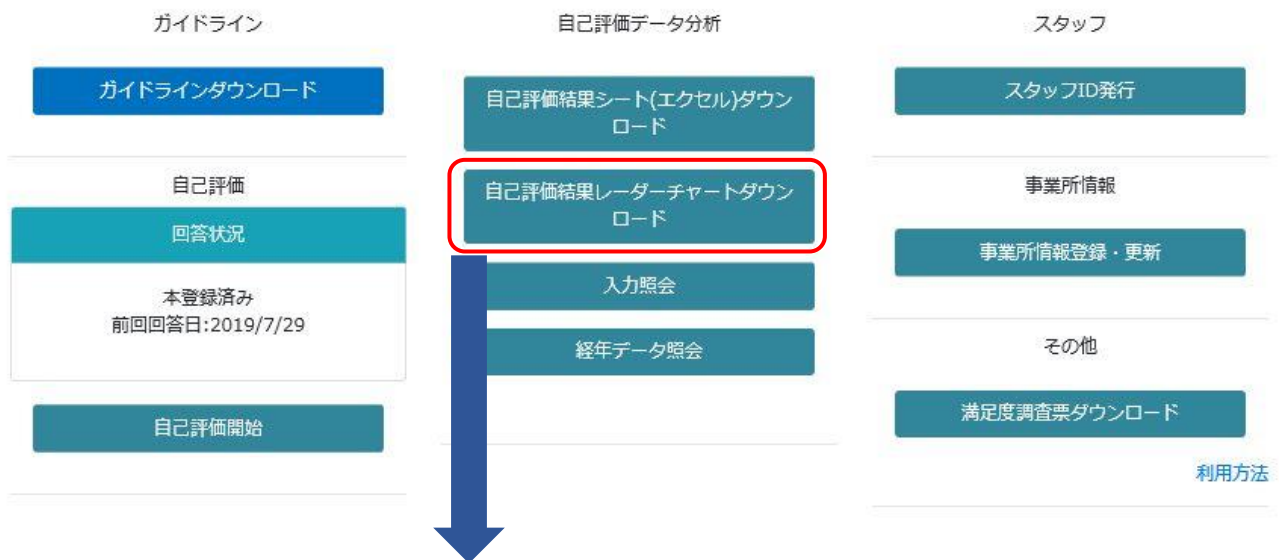 ガイドライン
ガイドラインダウンロード
自己評価
回答状況
本登録済み
前回回答日:2019/7/29
自己評価開始
自己評価データ分析
自己評価結果シート(エクセル)ダウン
ロード
自己評価結果レーダーチャートダウン
ロード
入力照会
経年データ照会
スタッフ
スタッフID発行
事業所情報
事業所情報登録・更新
その他
満足度調査票ダウンロード
利用方法